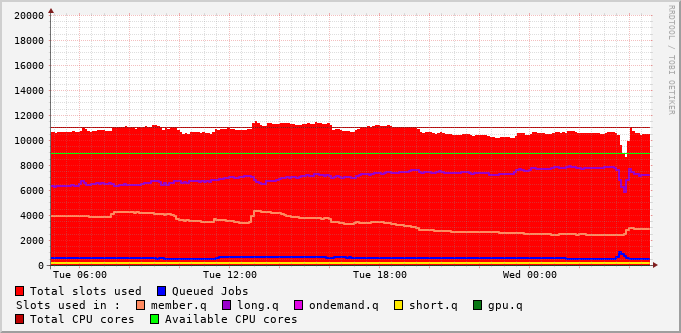 20000
18000
16000
14000
12000
10000
8000
6000
4000
2000
0
Tue 06:00 Tue 12:00 Tue 18:00 Wed 00:00
RRDTOOL / TOBI OETIKER
Total slots used Queued Jobs
Slots used in : member.q long.q ondemand.q short.q gpu.q
Total CPU cores Available CPU cores